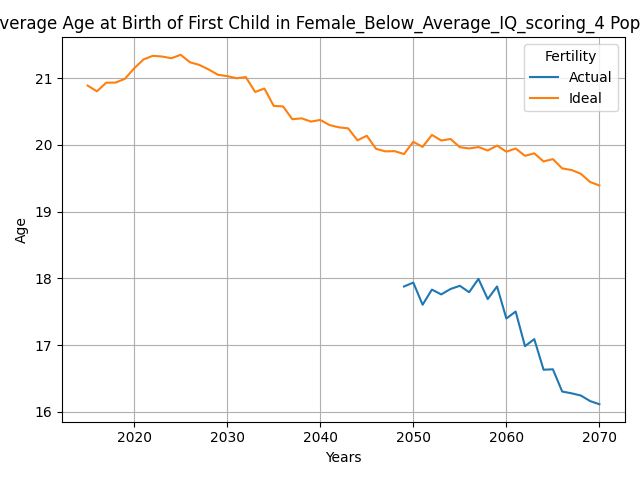 verage Age at Birth of First Child in Female_Below_Average_IQ_scoring_4 Pop
Fertility
Actual
Ideal
21
20
19
18
17
16
Age
2020 2030 2040 2050 2060 2070
Years